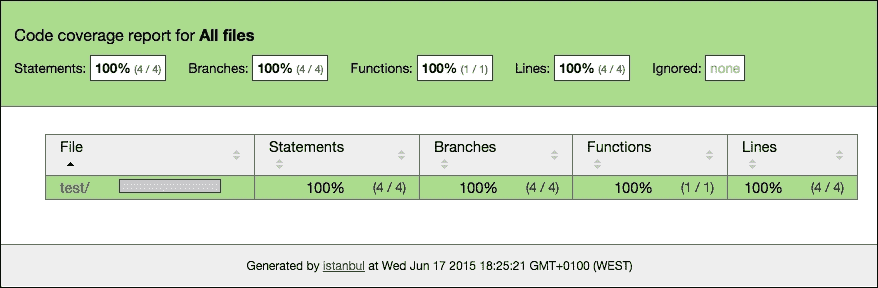 Code coverage report for All files
Statements: 100% (4 / 4) Branches: 100% (4 / 4) Functions: 100% (1 / 1) Lines: 100% (4 / 4) Ignored: none
File Statements Branches Functions Lines
test/ 100% (4 / 4) 100% (4 / 4) 100% (1 / 1) 100% (4 / 4)
Generated by istanbul at Wed Jun 17 2015 18:25:21 GMT+0100 (WEST)